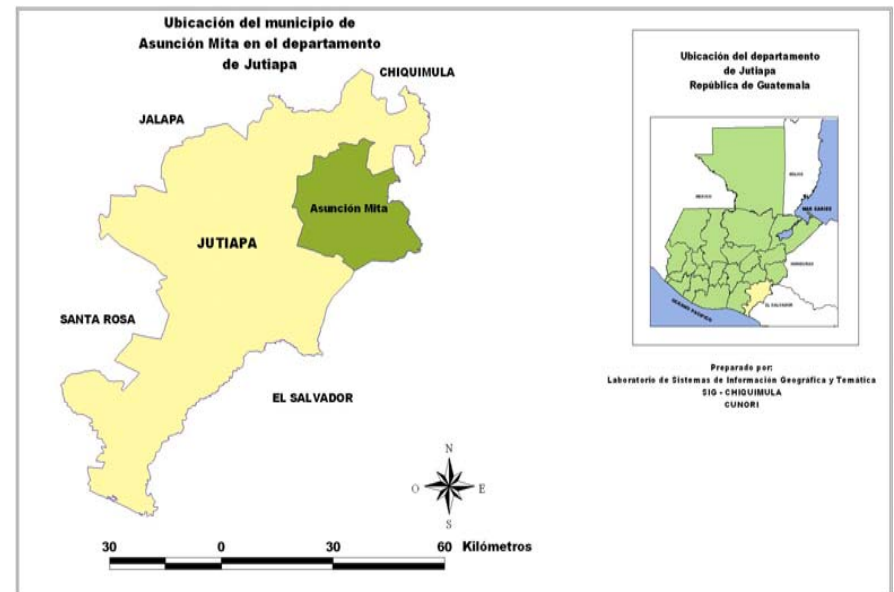 Ubicación del municipio de
Asunción Mita en el departamento
de Jutiapa
CHIQUIMULA
JALAPA
Asunción Mita
JUTIAPA
SANTA ROSA
EL SALVADOR
N
O
E
S
30
0
30
60
Kilómetros
Ubicación del departamento
de Jutiapa
República de Guatemala
BELICE
MEXICO
MAR CARIBE
HONDURAS
EL SALVADOR
OCEANO PACIFICO
Preparado por:
Laboratorio de Sistemas de Información Geográfica y Temática
SIG - CHIQUIMULA
CUNORI